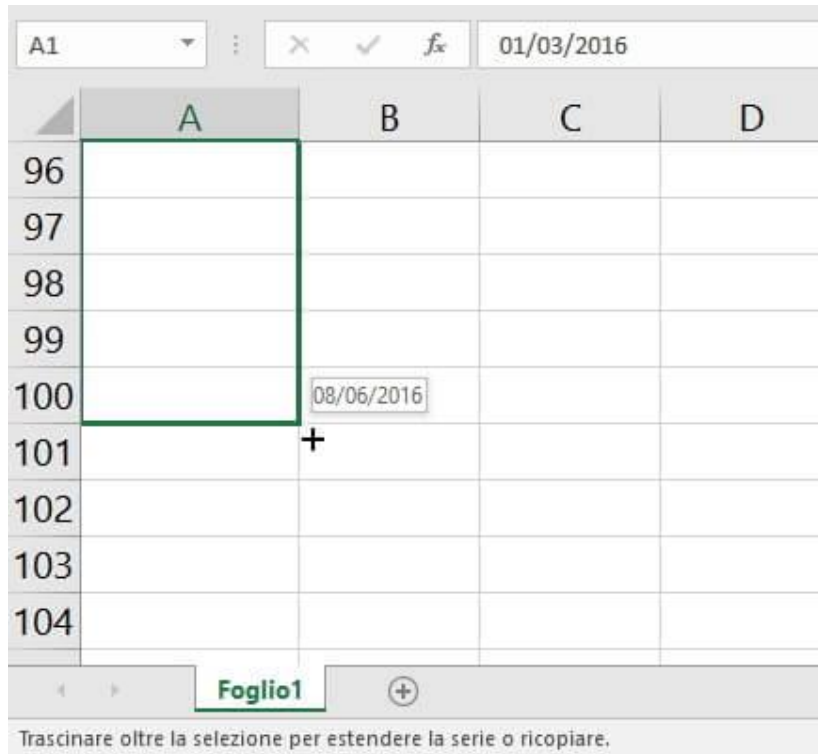 A1 fx 01/03/2016
A B C D
96
97
98
99
100 08/06/2016
101
102
103
104
Foglio1
Trascinare oltre la selezione per estendere la serie o ricopiare.